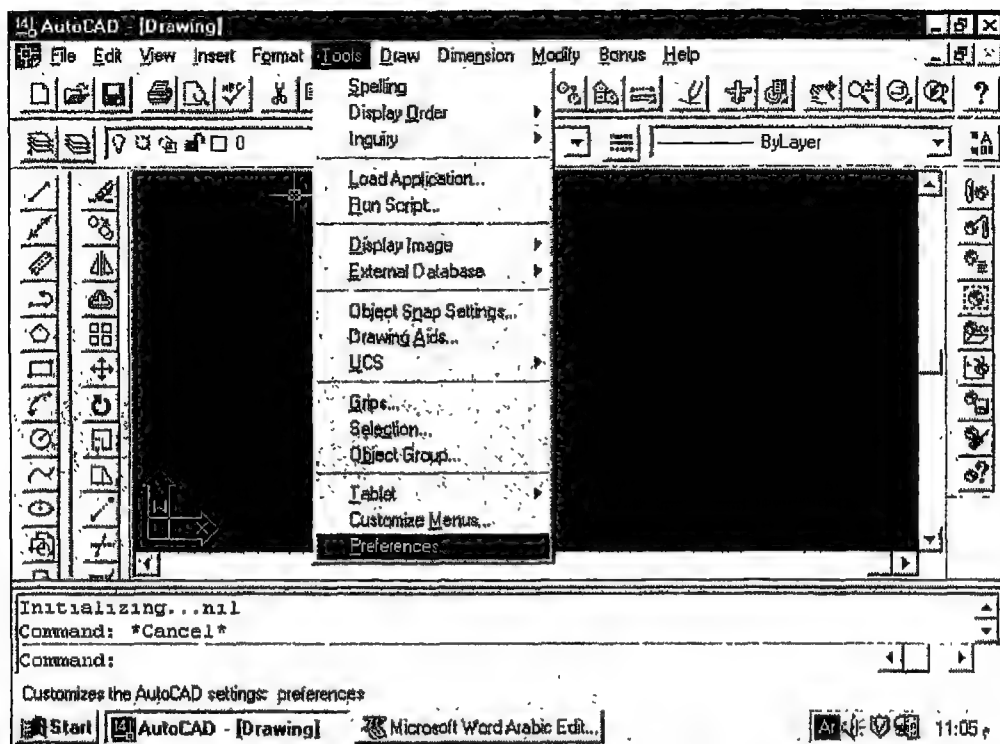 AutoCAD - [Drawing]
File Edit View Insert Format Tools Draw Dimension Modify Bonus Help
Spelling
Display Order
Inquiry
0
ByLayer
Load Application...
Run Script...
Display Image
External Database
Object Snap Settings...
Drawing Aids...
UCS
Grips...
Selection...
Object Group...
Tablet
Customize Menus...
Preferences...
W
X
Initializing...nil
Command: *Cancel*
Command:
Customizes the AutoCAD settings: preferences
Start AutoCAD - [Drawing] Microsoft Word Arabic Edit... Ar 11:05 م